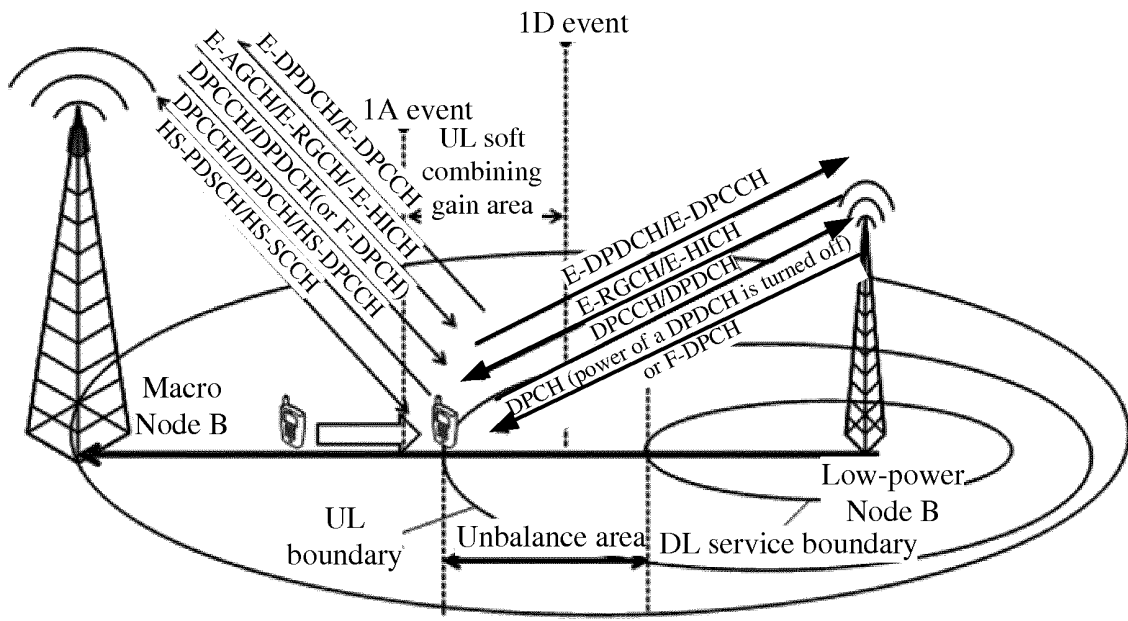 1D event
E-DPDCH/E-DPCCH
E-AGCH/E-RGCH/-E-HICH
DPCCH/DPDCH(or F-DPCH)
DPCCH/DPDCH/HS-DPCCH
HS-PDSCH/HS-SCCH
1A event
UL soft
combining
gain area
E-DPDCH/E-DPCCH
E-RGCH/E-HICH
DPCCH/DPDCH
DPCH (power of a DPDCH is turned off)
or F-DPCH
Macro
Node B
Low-power
Node B
UL
boundary
Unbalance area
DL service boundary